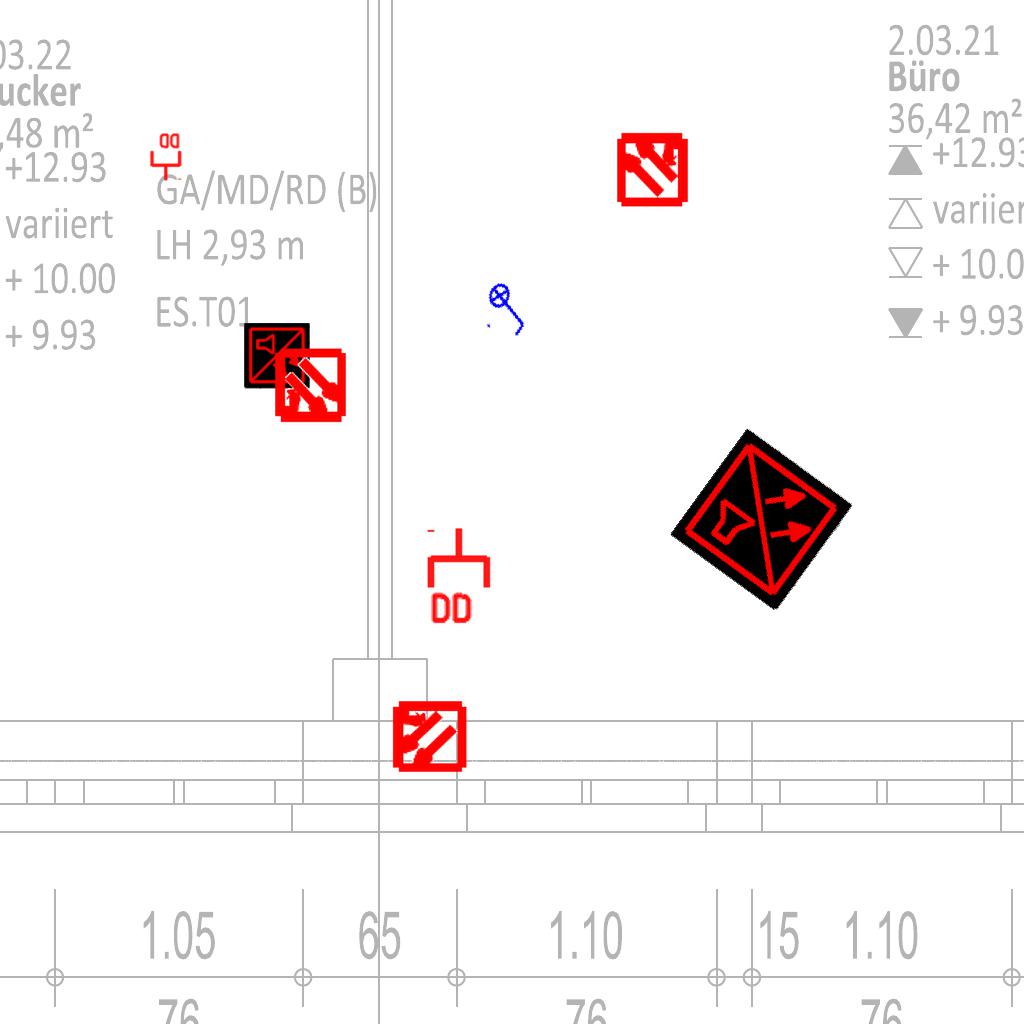 03.22
ucker
,48 m²
+12.93
variiert
+ 10.00
+ 9.93
DD
GA/MD/RD (B)
LH 2,93 m
ES.T01
2.03.21
Büro
36,42 m²
+12.93
variier
+ 10.0
+ 9.93
DD
1.05
65
1.10
15
1.10
76
76
76